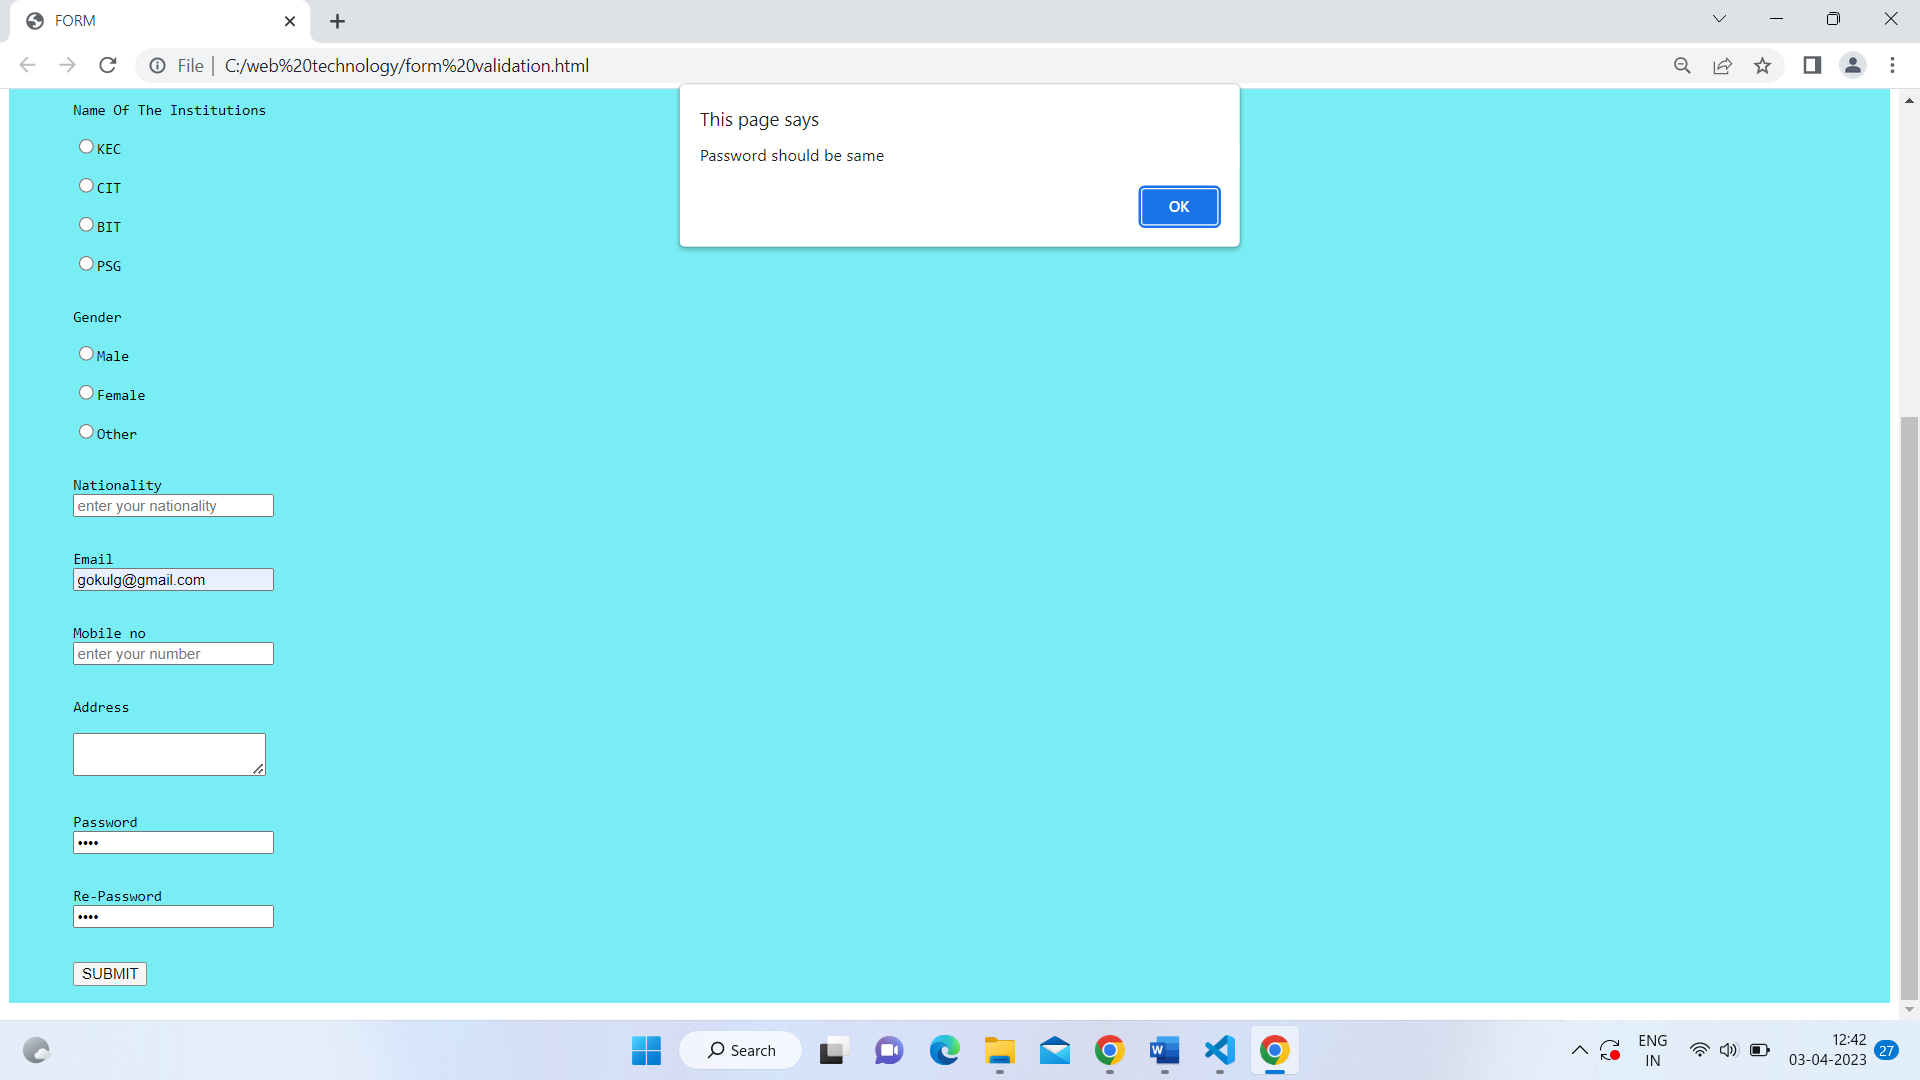 FORM
File
C:/web%20technology/form%20validation.html
This page says
Password should be same
OK
Name Of The Institutions
KEC
CIT
BIT
PSG
Gender
Male
Female
Other
Nationality
enter your nationality
Email
gokulg@gmail.com
Mobile no
enter your number
Address
Password
••••
Re-Password
••••
SUBMIT
Search
ENG
IN
12:42
03-04-2023
27